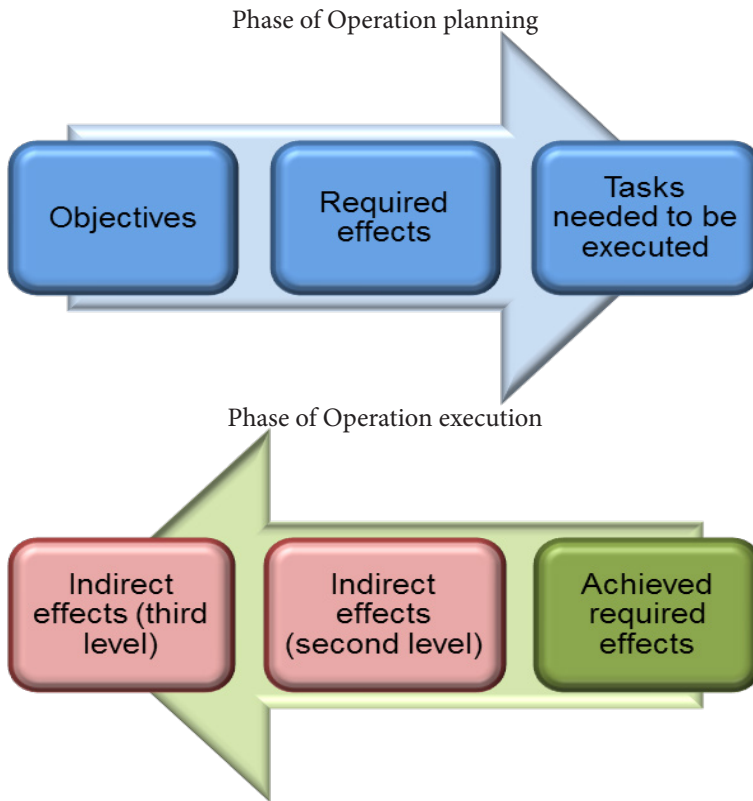 Phase of Operation planning
Objectives
Required
effects
Tasks
needed to be
executed
Phase of Operation execution
Indirect
effects (third
level)
Indirect
effects
(second level)
Achieved
required
effects